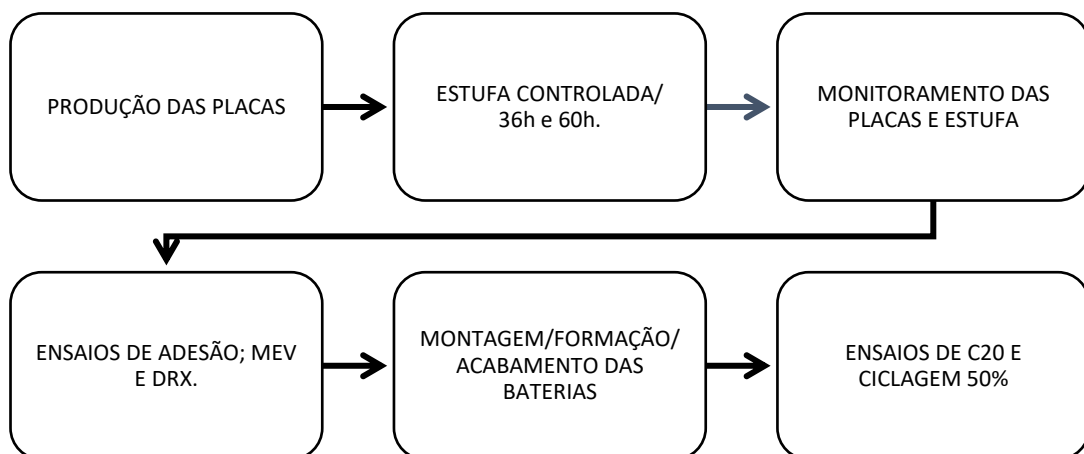 PRODUÇÃO DAS PLACAS
ESTUFA CONTROLADA/
36h e 60h.
MONITORAMENTO DAS
PLACAS E ESTUFA
ENSAIOS DE ADESÃO; MEV
E DRX.
MONTAGEM/FORMAÇÃO/
ACABAMENTO DAS
BATERIAS
ENSAIOS DE C20 E
CICLAGEM 50%